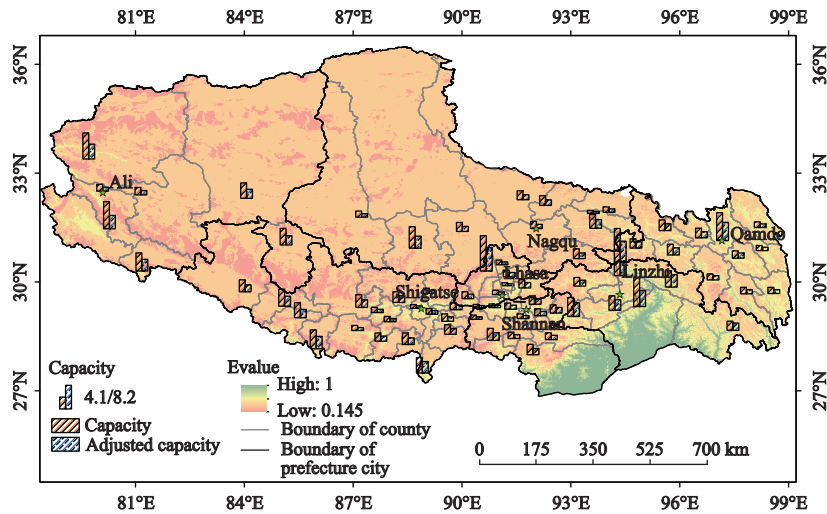 81°E 84°E 87°E 90°E 93°E 96°E 99°E
36°N 36°N
33°N 33°N
Ali
Qamdo
Nagqu
Lhasa Linzhi
30°N 30°N
Shigatse
Shannan
Capacity Evalue
4.1/8.2 High: 1
Low: 0.145
27°N 27°N
Capacity Boundary of county
Adjusted capacity Boundary of
prefecture city
0 175 350 525 700 km
81°E 84°E 87°E 90°E 93°E 96°E 99°E